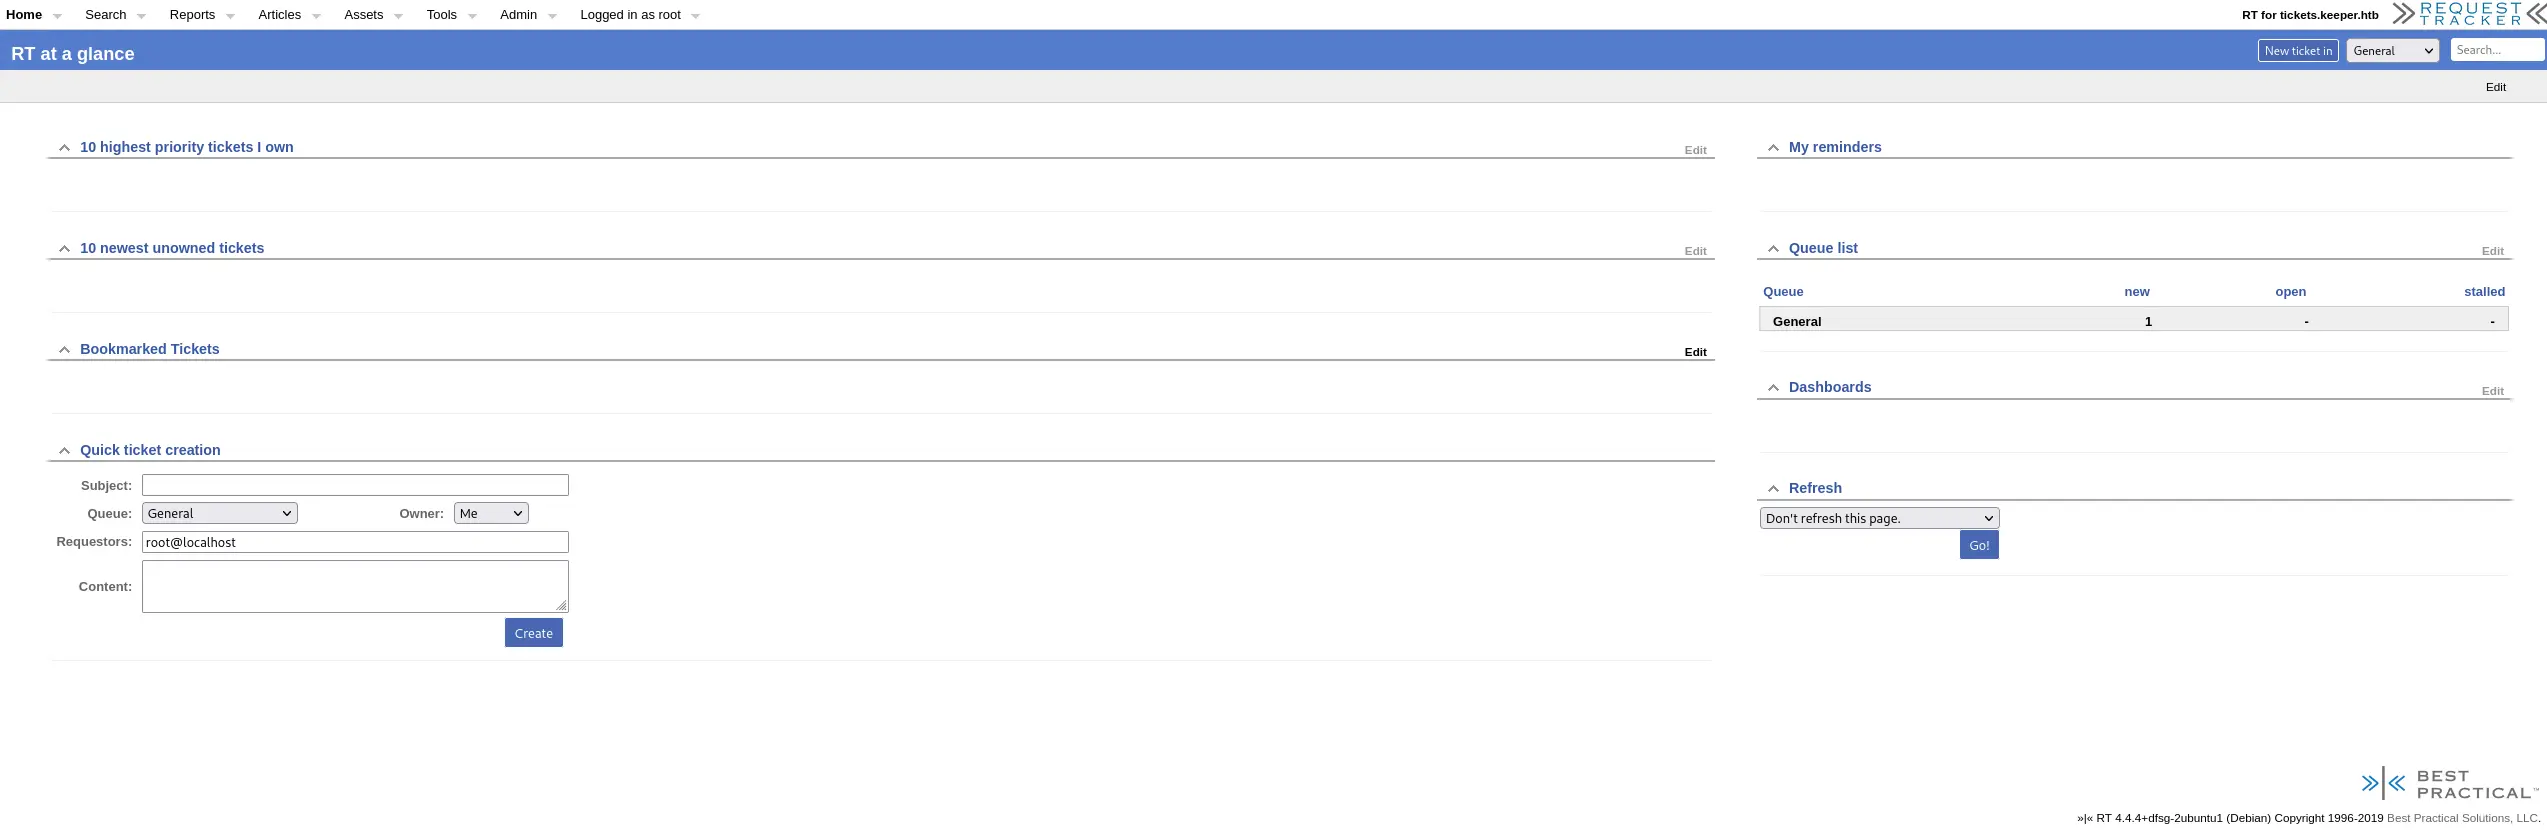 Home Search Reports Articles Assets Tools Admin Logged in as root RT for tickets.keeper.htb REQUEST TRACKER
RT at a glance New ticket in General Search...
Edit
10 highest priority tickets I own Edit
10 newest unowned tickets Edit
Bookmarked Tickets Edit
Quick ticket creation
Subject:
Queue: General Owner: Me
Requestors: root@localhost
Content:
Create
My reminders
Queue list Edit
Queue new open stalled
General 1 - -
Dashboards Edit
Refresh
Don't refresh this page.
Go!
BEST
PRACTICAL™
»|« RT 4.4.4+dfsg-2ubuntu1 (Debian) Copyright 1996-2019 Best Practical Solutions, LLC.